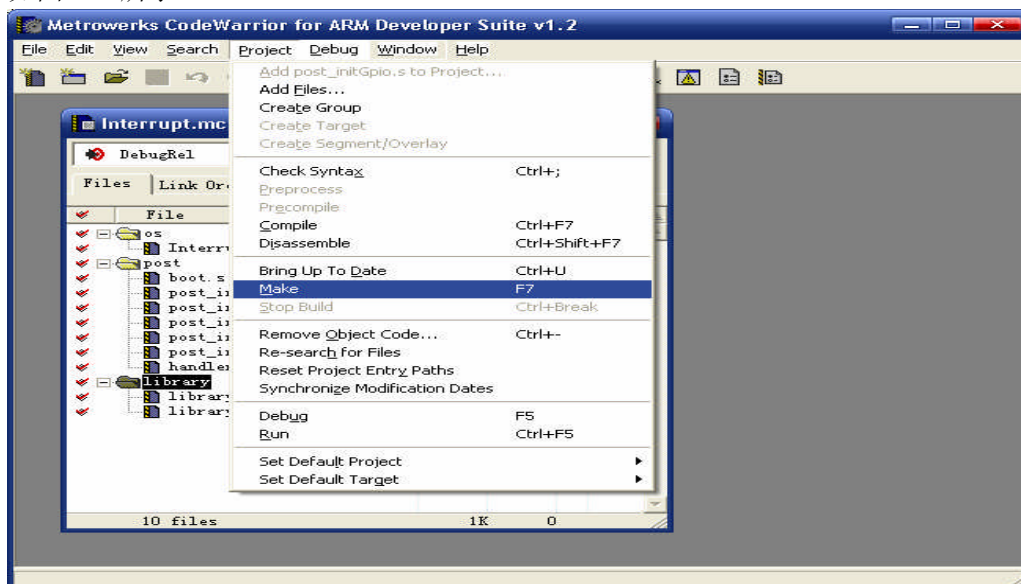 Metrowerks CodeWarrior for ARM Developer Suite v1.2
File Edit View Search Project Debug Window Help
Add post_initGpio.s to Project...
Add Files...
Create Group
Create Target
Create Segment/Overlay
Check Syntax Ctrl+;
Preprocess
Precompile
Compile Ctrl+F7
Disassemble Ctrl+Shift+F7
Bring Up To Date Ctrl+U
Make F7
Stop Build Ctrl+Break
Remove Object Code... Ctrl+-
Re-search for Files
Reset Project Entry Paths
Synchronize Modification Dates
Debug F5
Run Ctrl+F5
Set Default Project
Set Default Target
Interrupt.mc
DebugRel
Files Link Or
File
os
Interr
post
boot.s
post_i
post_i
post_i
post_i
post_i
handle
library
library
library
10 files 1K 0